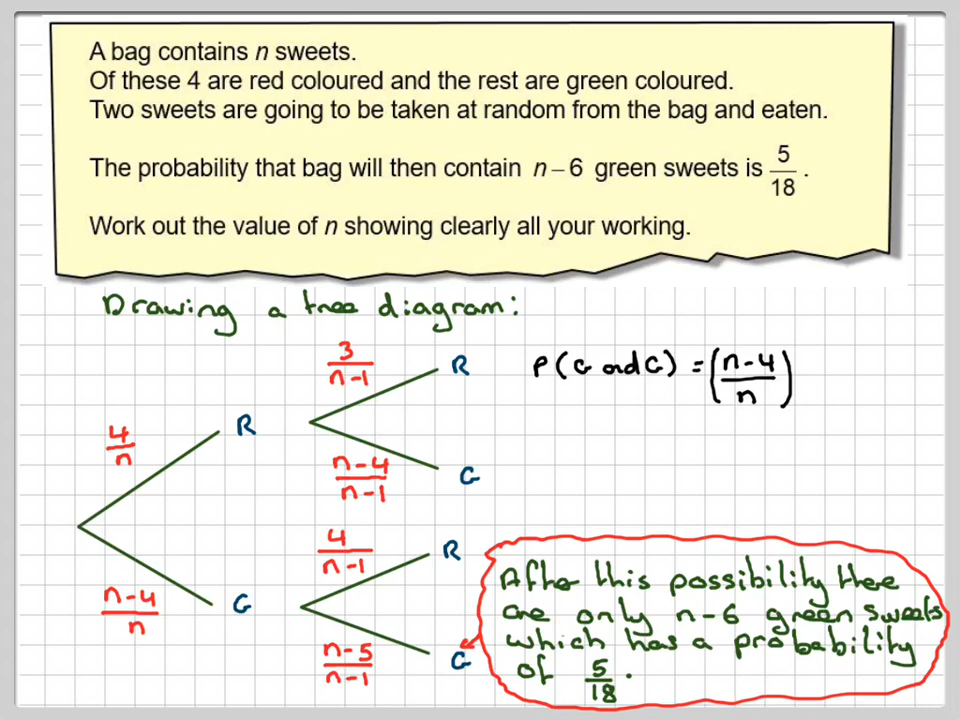 A bag contains n sweets.
Of these 4 are red coloured and the rest are green coloured.
Two sweets are going to be taken at random from the bag and eaten.
The probability that bag will then contain n – 6 green sweets is 5/18.
Work out the value of n showing clearly all your working.
Drawing a tree diagram:
3/(n-1) R
P(G and G) = ((n-4)/n)
4/n R
(n-4)/(n-1) G
4/(n-1) R
(n-4)/n G
(n-5)/(n-1) G
After this possibility there
are only n-6 green sweets
which has a probability
of 5/18.